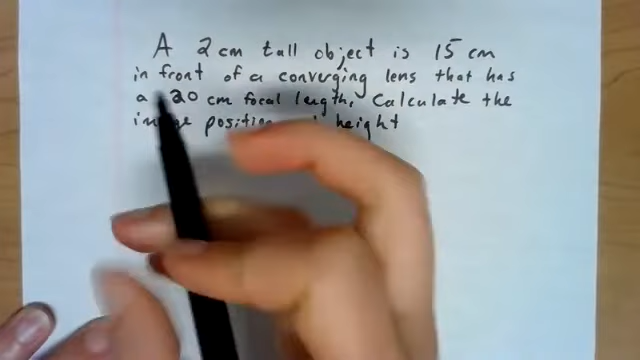 A 2 cm tall object is 15 cm
in front of a converging lens that has
a 20 cm focal length. Calculate the
position height